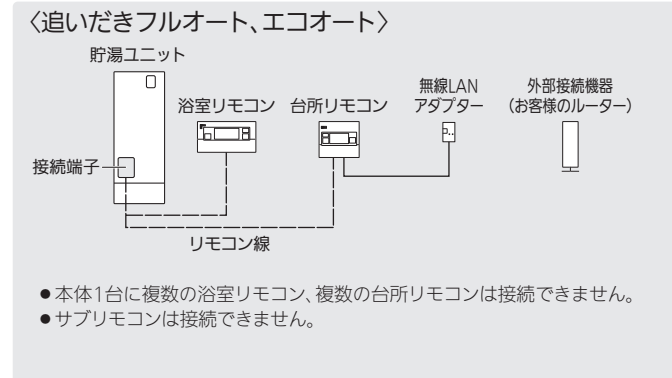 〈追いだきフルオート、エコオート〉
貯湯ユニット
浴室リモコン
台所リモコン
無線LAN
アダプター
外部接続機器
（お客様のルーター）
接続端子
リモコン線
●本体1台に複数の浴室リモコン、複数の台所リモコンは接続できません。
●サブリモコンは接続できません。